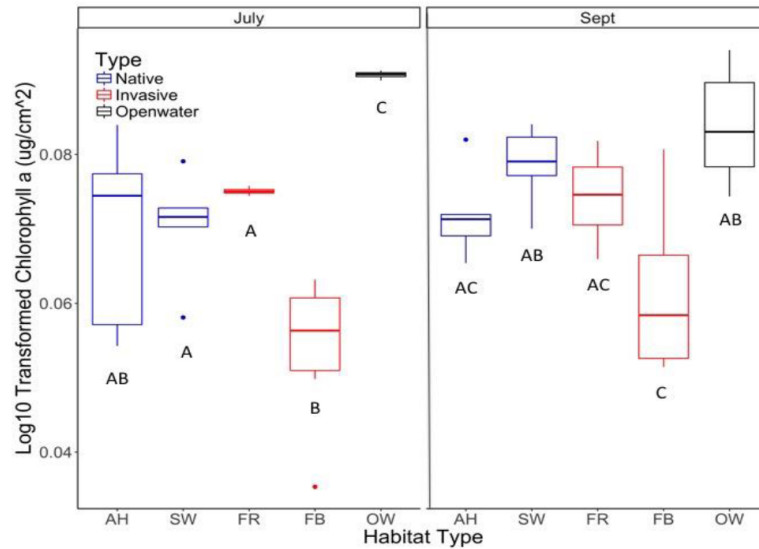 July
Sept
Type
Native
Invasive
Openwater
Log10 Transformed Chlorophyll a (ug/cm^2)
0.08
0.06
0.04
AB
A
A
B
C
AC
AB
AC
C
AB
AH SW FR FB OW
AH SW FR FB OW
Habitat Type